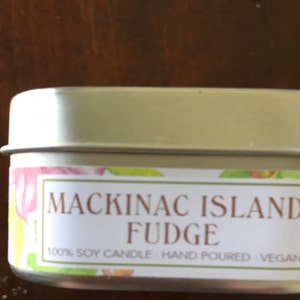 MACKINAC ISLAND
FUDGE
100% SOY CANDLE · HAND POURED · VEGAN